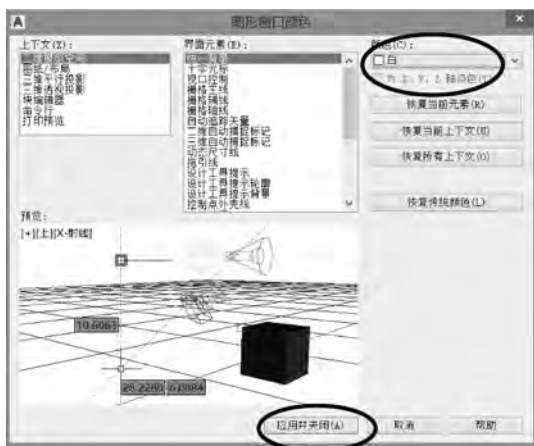 图形窗口颜色
上下文(X):
二维模型空间
图纸/布局
三维平行投影
三维透视投影
块编辑器
命令行
打印预览
界面元素(E):
统一背景
十字光标
视口控制
栅格主线
栅格辅线
栅格轴线
自动追踪矢量
二维自动捕捉标记
三维自动捕捉标记
动态尺寸线
指引线
设计工具提示
设计工具提示轮廓
设计工具提示背景
控制点外壳线
颜色(C):
白
为 X, Y, Z 轴染色(T)
恢复当前元素(R)
恢复当前上下文(U)
恢复所有上下文(O)
恢复传统颜色(L)
预览:
[+][上][X-射线]
10.6063
28.2280
6.0884
应用并关闭(A)
取消
帮助